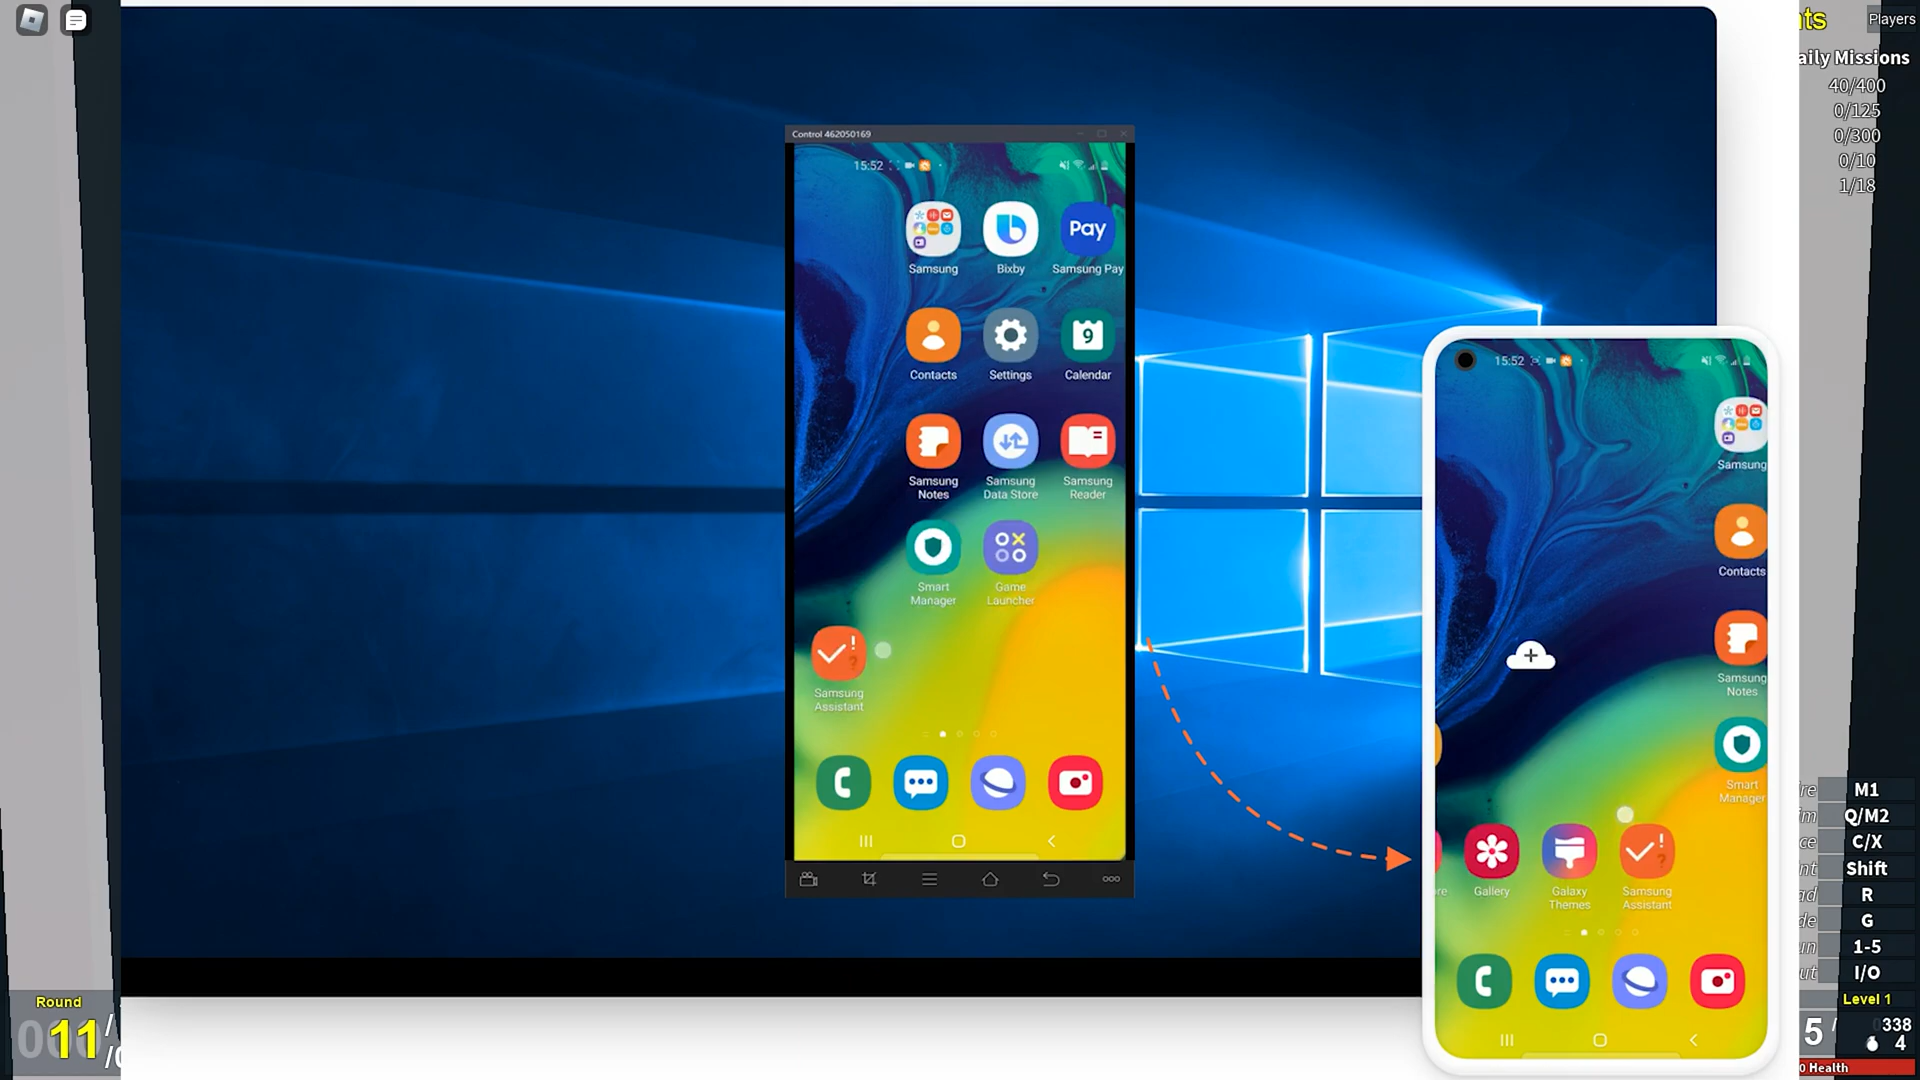 Players
aily Missions
40/400
0/125
0/300
0/10
1/18
Control 462050169
15:52
Samsung
Bixby
Pay
Samsung Pay
Contacts
Settings
9
Calendar
Samsung
Notes
Samsung
Data Store
Samsung
Reader
Smart
Manager
Game
Launcher
Samsung
Assistant
15:52
Samsung
Contacts
Samsung
Notes
Smart
Manager
Gallery
Galaxy
Themes
Samsung
Assistant
M1
Q/M2
C/X
Shift
R
G
1-5
I/O
Level 1
5/
338
4
0 Health
Round
11/